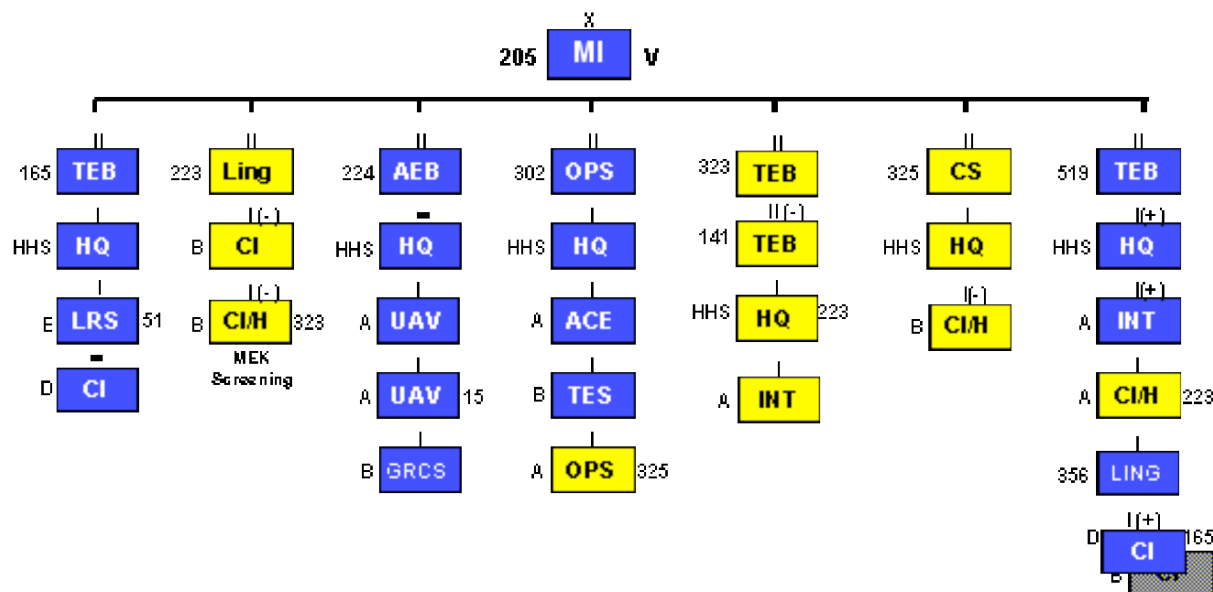 X
205 MI V
II II II II II II II
165 TEB 223 Ling 224 AEB 302 OPS 323 TEB 325 CS 519 TEB
I I(-) I II(-) I I(+)
HHS HQ B CI HHS HQ HHS HQ 141 TEB HHS HQ HHS HQ
I I(-) I I I I(-) I(+)
E LRS 51 B CI/H 323 A UAV A ACE HHS HQ 223 B CI/H A INT
MEK
Screening
D CI A UAV 15 B TES A INT A CI/H 223
B GRCS A OPS 325 356 LING
I(+)
D CI 165
B